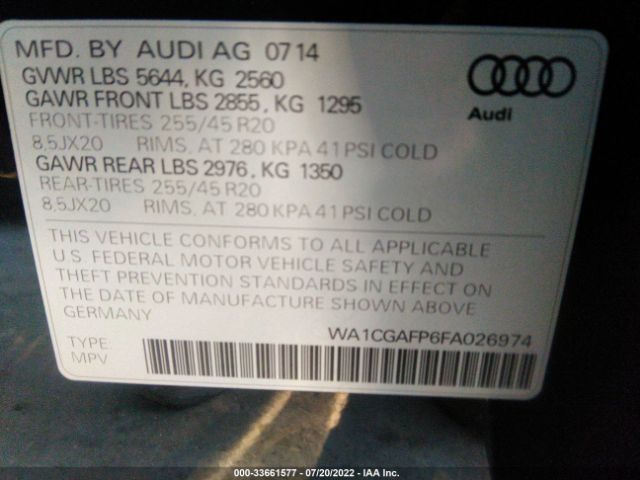 MFD. BY AUDI AG 0714
GVWR LBS 5644, KG 2560
GAWR FRONT LBS 2855, KG 1295
FRONT-TIRES 255/45 R20
8,5JX20 RIMS, AT 280 KPA 41 PSI COLD
GAWR REAR LBS 2976, KG 1350
REAR-TIRES 255/45 R20
8,5JX20 RIMS, AT 280 KPA 41 PSI COLD
Audi
THIS VEHICLE CONFORMS TO ALL APPLICABLE
U.S. FEDERAL MOTOR VEHICLE SAFETY AND
THEFT PREVENTION STANDARDS IN EFFECT ON
THE DATE OF MANUFACTURE SHOWN ABOVE.
GERMANY
WA1CGAFP6FA026974
TYPE:
MPV
000-33661577 - 07/20/2022 - IAA Inc.